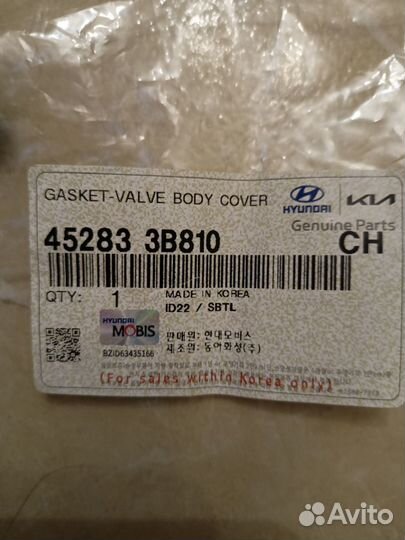 GASKET-VALVE BODY COVER
HYUNDAI KIA
Genuine Parts
45283 3B810 CH
QTY: 1
MADE IN KOREA
ID22 / SBTL
HYUNDAI
MOBIS
BZID63435166
판매원: 현대모비스
제조원: 동아화성(주)
(For sales within Korea only)
Avito